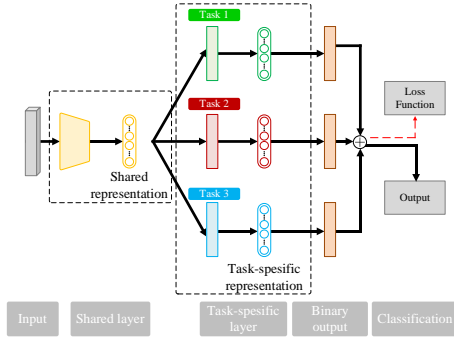 Task 1
Loss
Function
Task 2
Shared
representation
Task 3
Output
Task-spesific
representation
Input
Shared layer
Task-spesific
layer
Binary
output
Classification